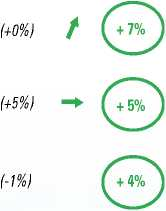 (+0%) + 7%
(+5%) + 5%
(-1%) + 4%